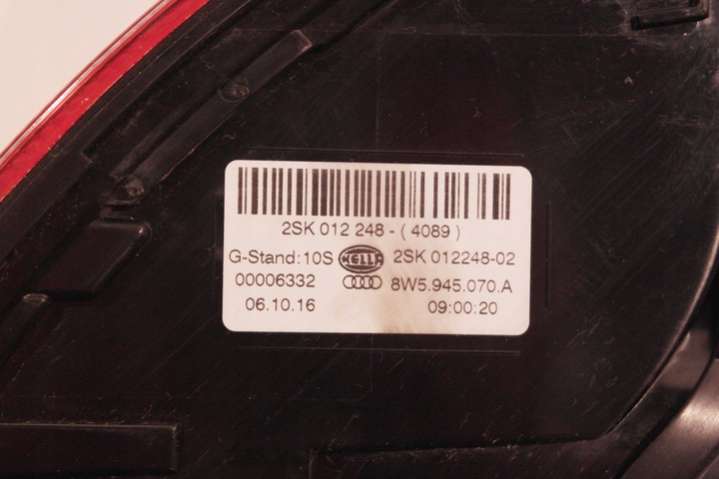 2SK 012 248 - ( 4089 )
G-Stand: 10S HELLA 2SK 012248-02
00006332 8W5.945.070.A
06.10.16 09:00:20